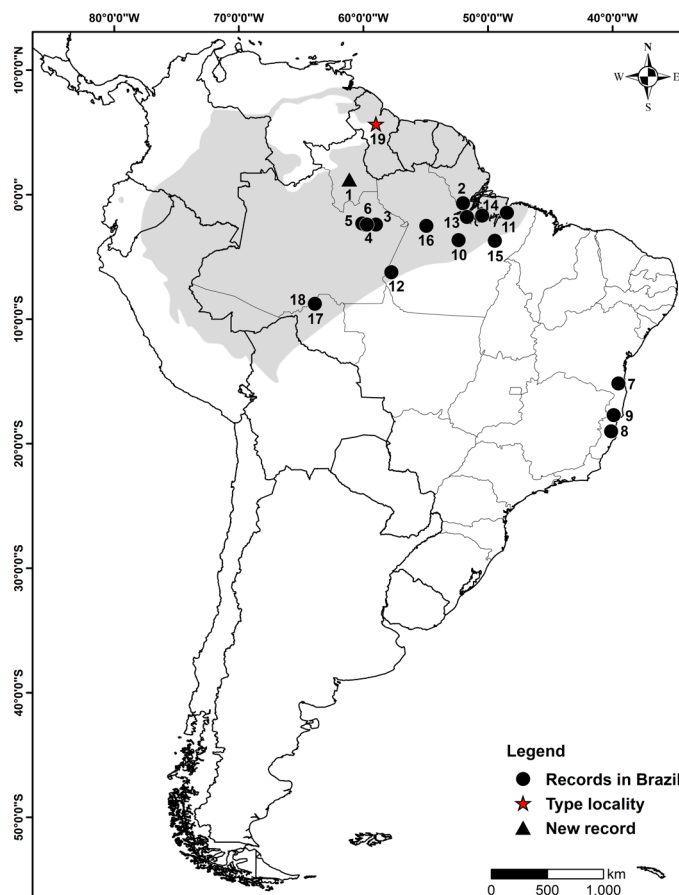 80°0'0"W 70°0'0"W 60°0'0"W 50°0'0"W 40°0'0"W
10°0'0"N
0°0'0"
10°0'0"S
20°0'0"S
30°0'0"S
40°0'0"S
50°0'0"S
N
W E
S
19
1
2
14
13
11
6
5 3
4
16
10
15
12
18
17
7
9
8
Legend
Records in Brazil
Type locality
New record
km
0 500 1.000